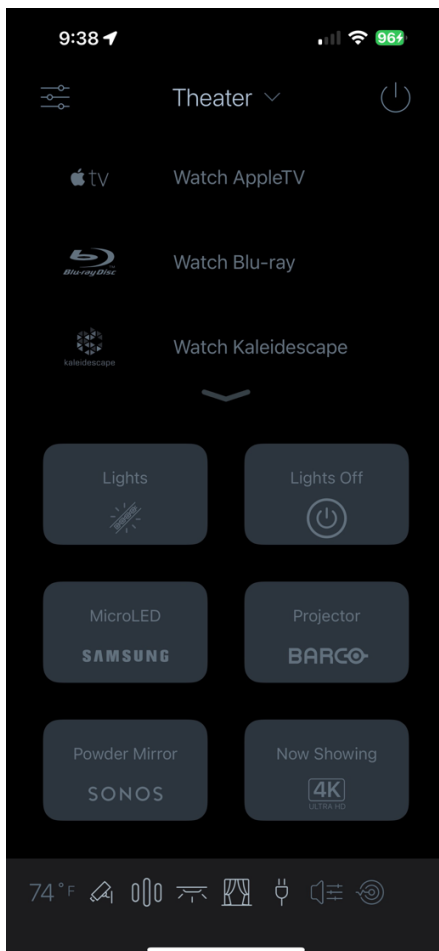 9:38
96
Theater
tv
Watch AppleTV
Blu-ray Disc
Watch Blu-ray
kaleidescape
Watch Kaleidescape
Lights
Lights Off
MicroLED
SAMSUNG
Projector
BARCO
Powder Mirror
SONOS
Now Showing
4K
ULTRA HD
74°F